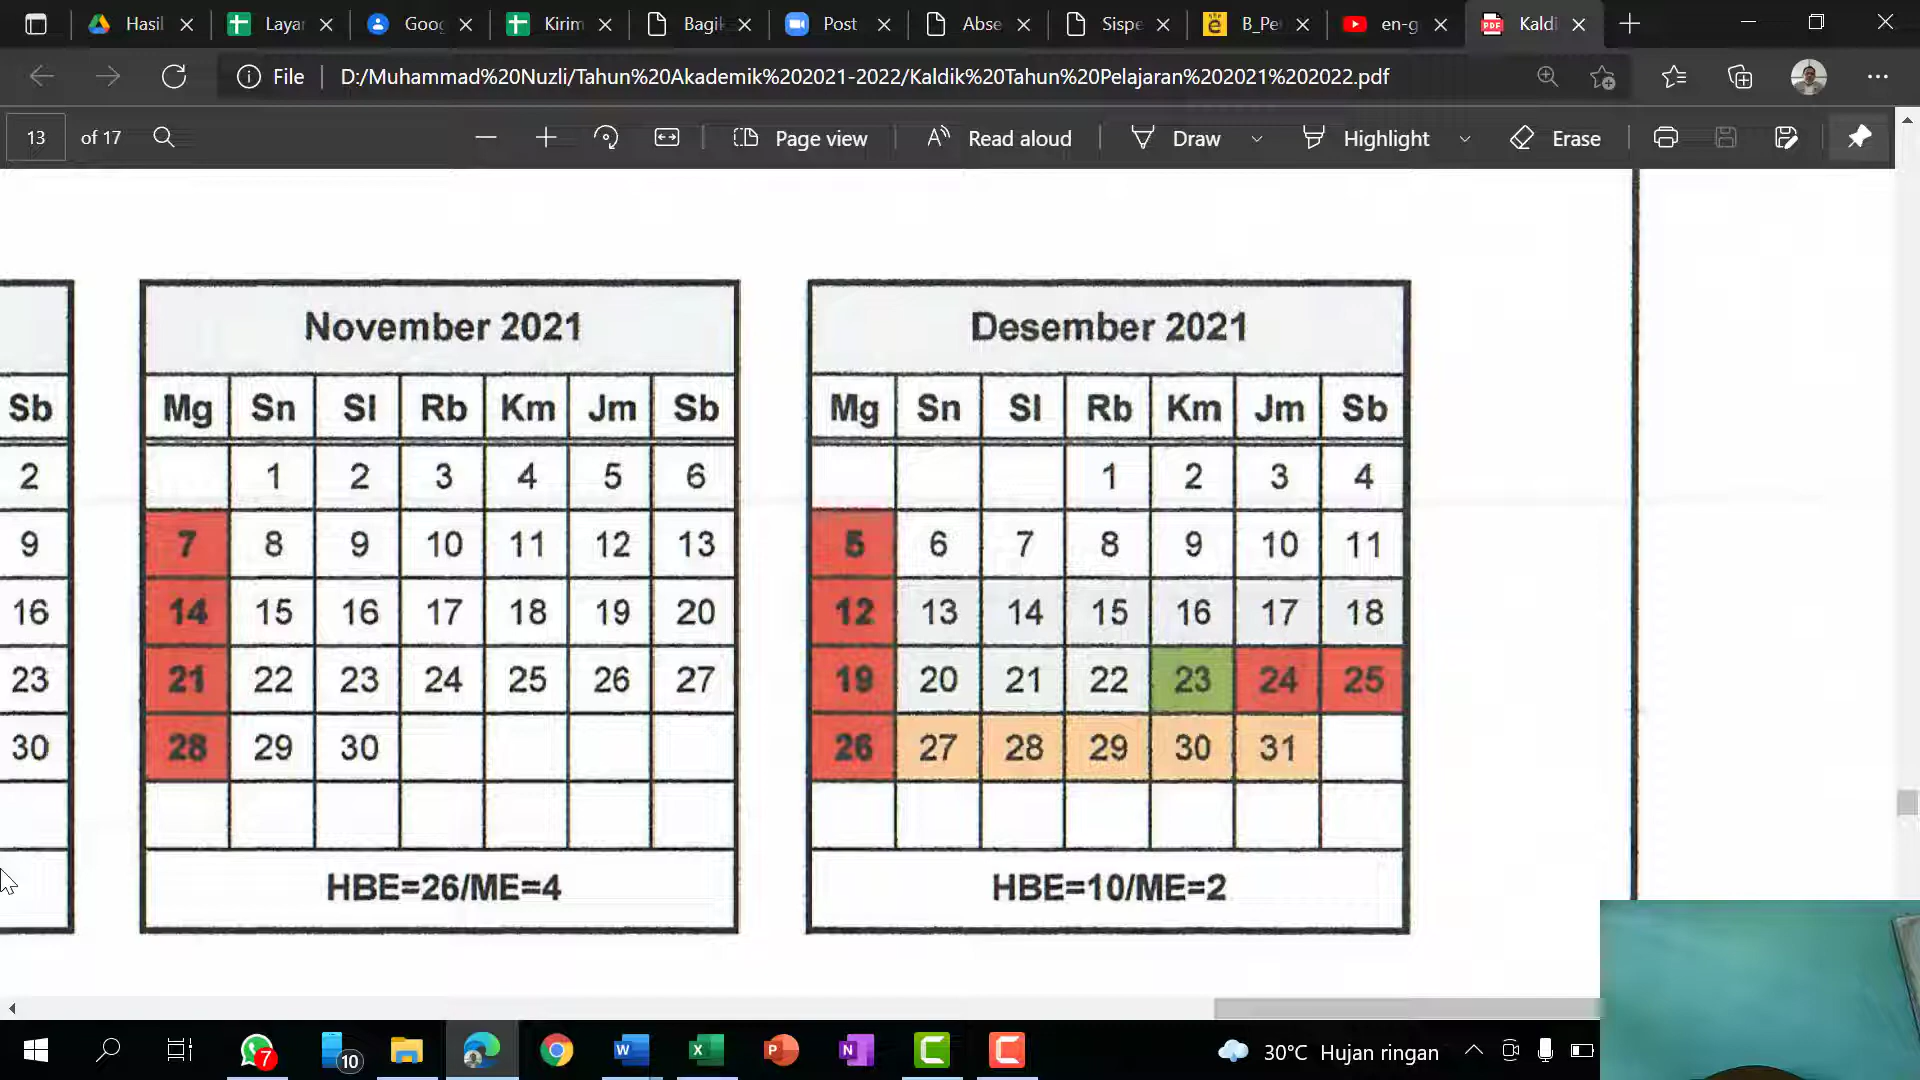 Hasil
Layar
Goog
Kirim
Bagik
Post
Abse
Sispe
B_Pe
en-g
PDF
Kaldi
File
D:/Muhammad%20Nuzli/Tahun%20Akademik%202021-2022/Kaldik%20Tahun%20Pelajaran%202021%202022.pdf
13 of 17
Page view
Read aloud
Draw
Highlight
Erase
Sb
2
9
16
23
30
November 2021
Mg Sn Sl Rb Km Jm Sb
1 2 3 4 5 6
7 8 9 10 11 12 13
14 15 16 17 18 19 20
21 22 23 24 25 26 27
28 29 30
HBE=26/ME=4
Desember 2021
Mg Sn Sl Rb Km Jm Sb
1 2 3 4
5 6 7 8 9 10 11
12 13 14 15 16 17 18
19 20 21 22 23 24 25
26 27 28 29 30 31
HBE=10/ME=2
7
10
W
X
P
N
C
C
30°C Hujan ringan